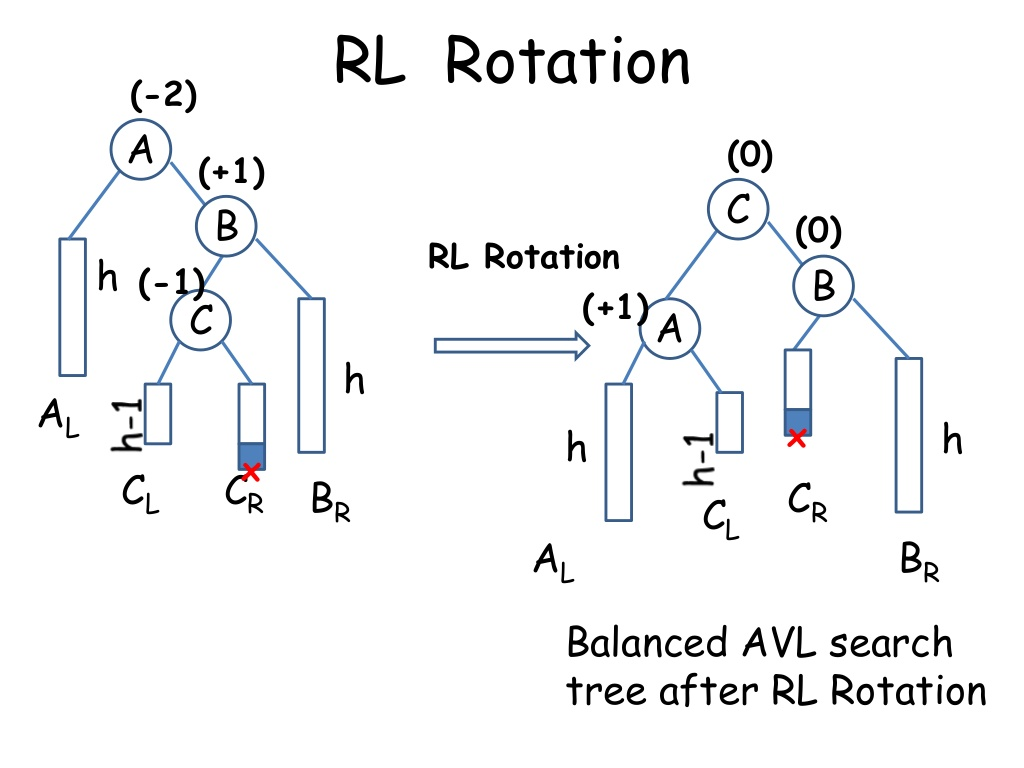 RL Rotation
(-2)
A
(+1)
B
h
(-1)
C
h
A_L
h-1
C_L
C_R
B_R
RL Rotation
(0)
C
(0)
B
(+1)
A
h
h-1
h
C_L
C_R
A_L
B_R
Balanced AVL search
tree after RL Rotation